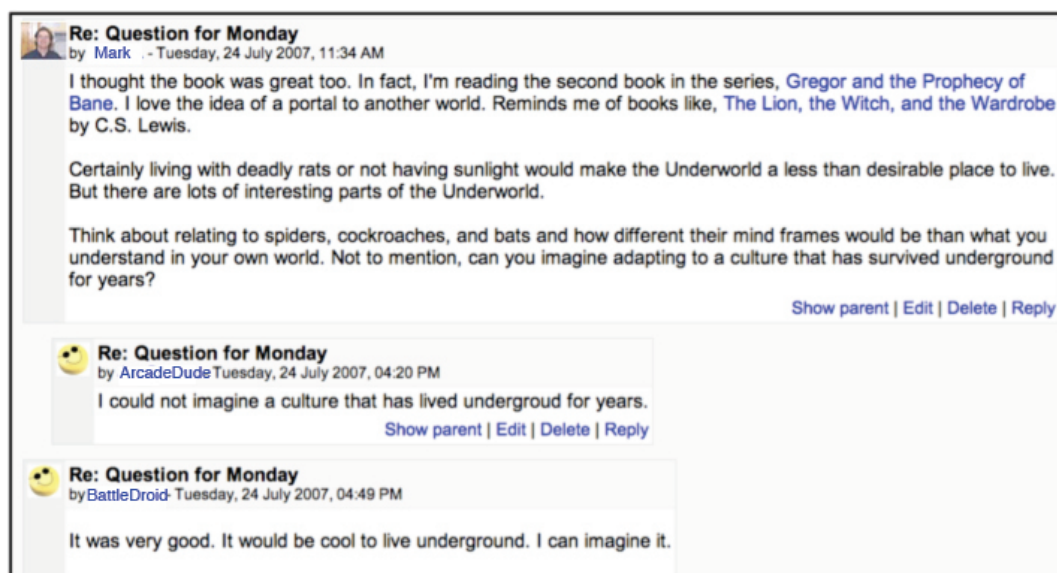 Re: Question for Monday
by Mark . - Tuesday, 24 July 2007, 11:34 AM
I thought the book was great too. In fact, I'm reading the second book in the series, Gregor and the Prophecy of
Bane. I love the idea of a portal to another world. Reminds me of books like, The Lion, the Witch, and the Wardrobe
by C.S. Lewis.
Certainly living with deadly rats or not having sunlight would make the Underworld a less than desirable place to live.
But there are lots of interesting parts of the Underworld.
Think about relating to spiders, cockroaches, and bats and how different their mind frames would be than what you
understand in your own world. Not to mention, can you imagine adapting to a culture that has survived underground
for years?
Show parent | Edit | Delete | Reply
Re: Question for Monday
by ArcadeDude Tuesday, 24 July 2007, 04:20 PM
I could not imagine a culture that has lived undergroud for years.
Show parent | Edit | Delete | Reply
Re: Question for Monday
by BattleDroid- Tuesday, 24 July 2007, 04:49 PM
It was very good. It would be cool to live underground. I can imagine it.